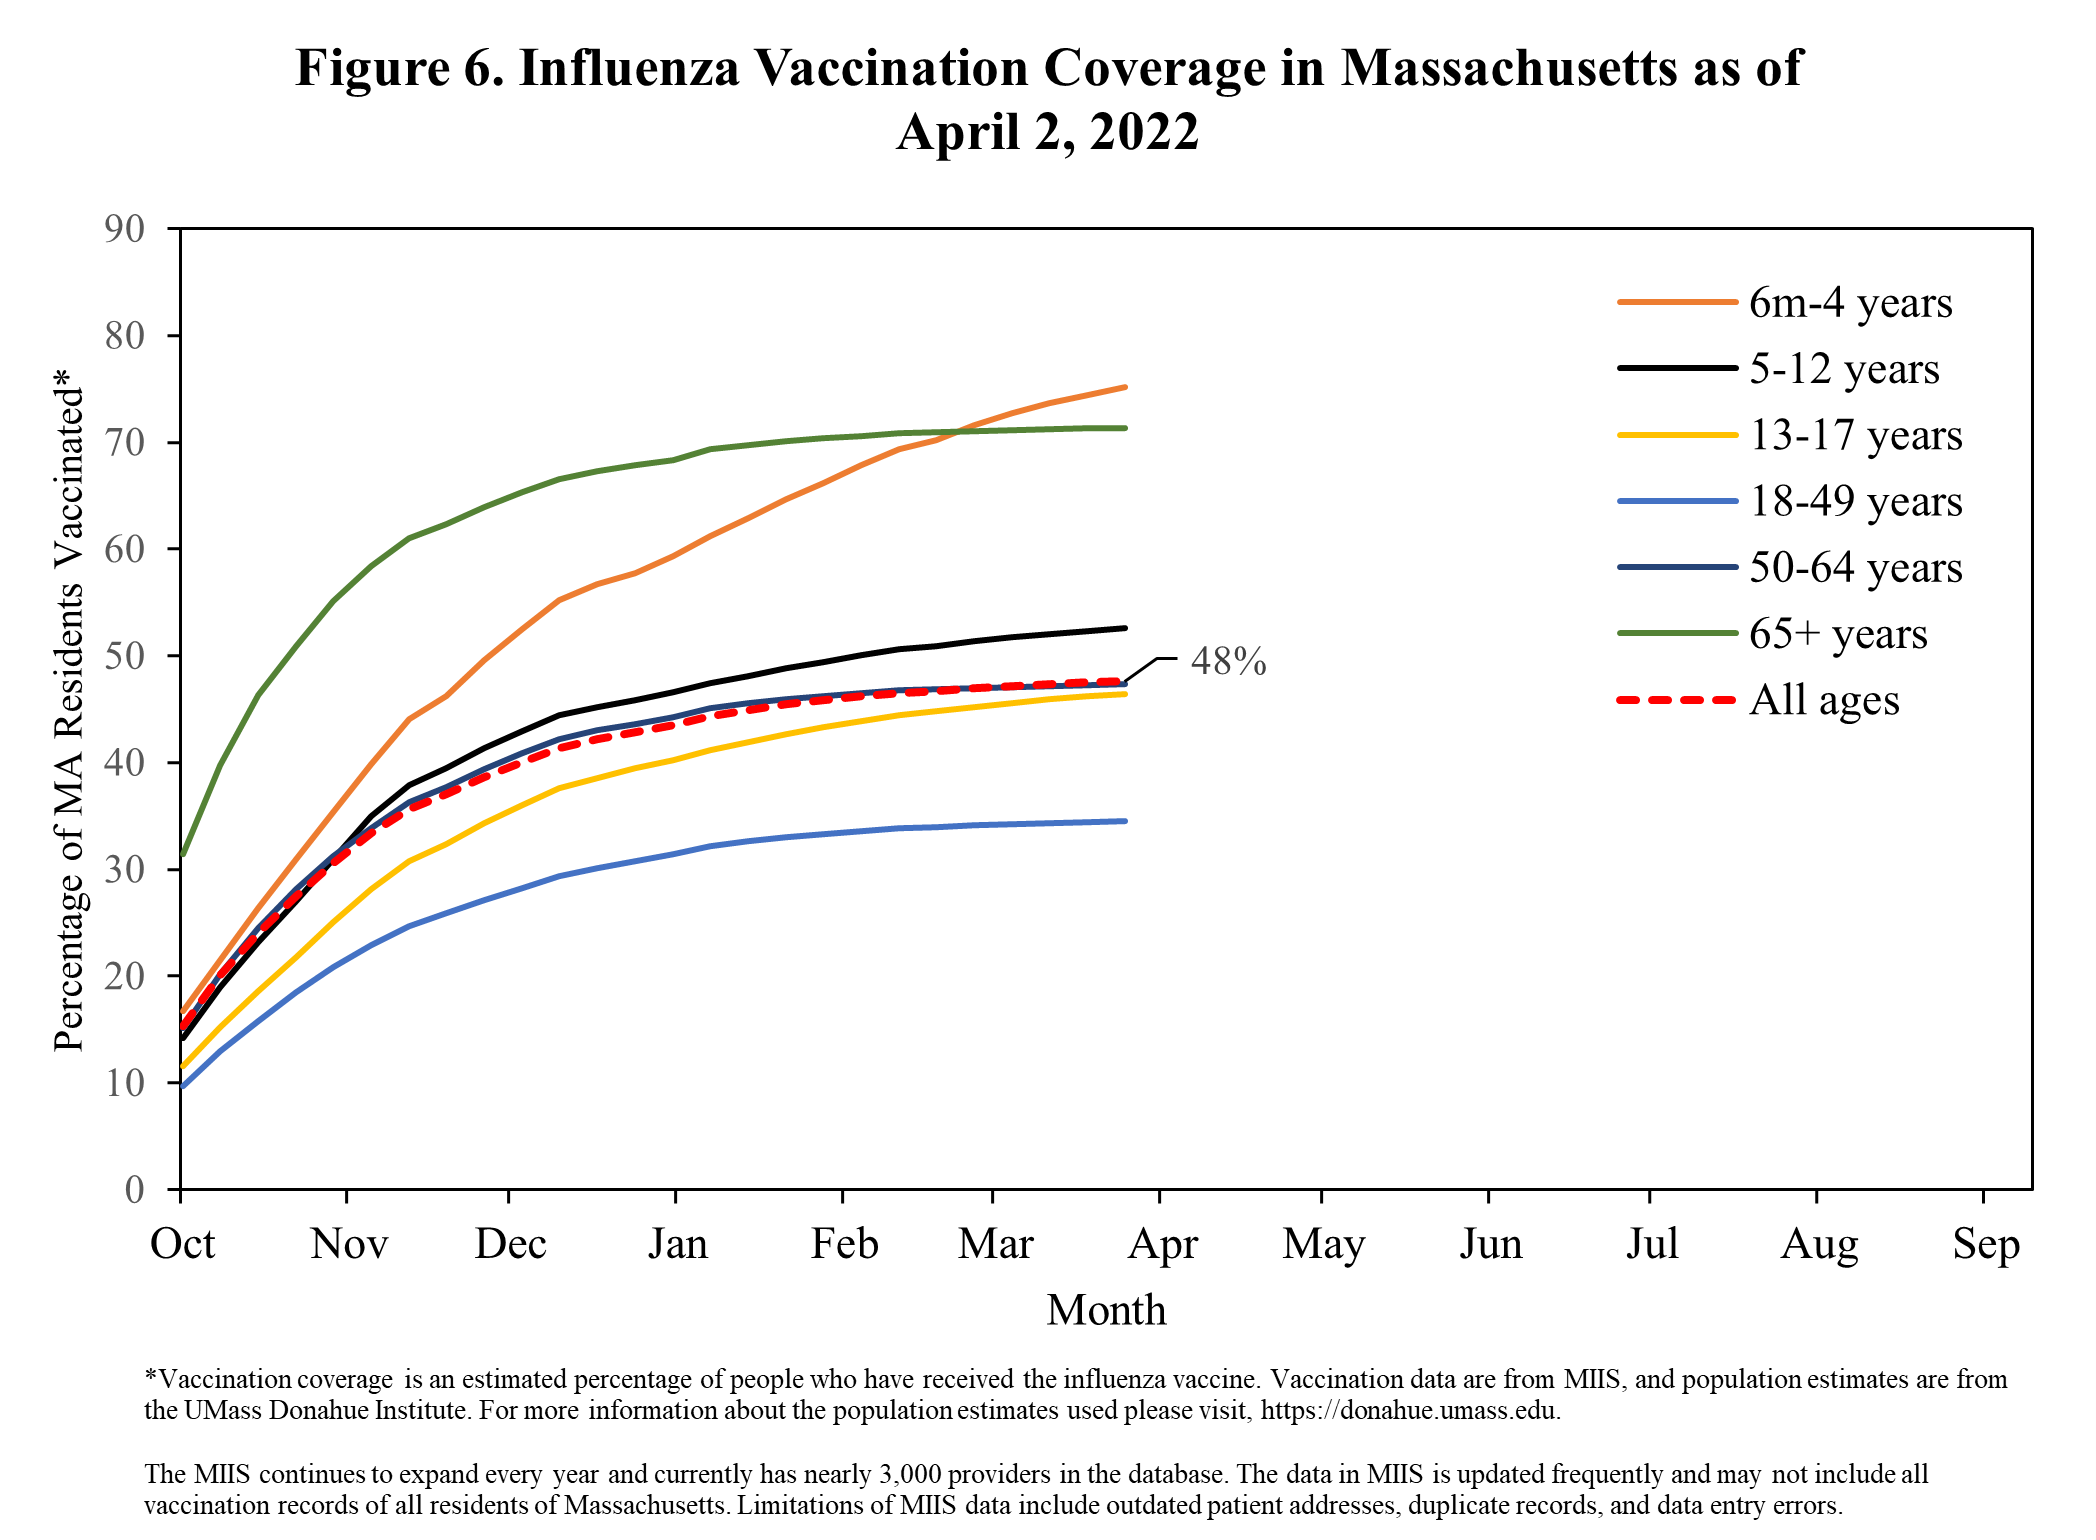 Figure 6. Influenza Vaccination Coverage in Massachusetts as of
April 2, 2022
90
80
70
60
50
40
30
20
10
0
Percentage of MA Residents Vaccinated*
6m-4 years
5-12 years
13-17 years
18-49 years
50-64 years
65+ years
All ages
48%
Oct Nov Dec Jan Feb Mar Apr May Jun Jul Aug Sep
Month
*Vaccination coverage is an estimated percentage of people who have received the influenza vaccine. Vaccination data are from MIIS, and population estimates are from
the UMass Donahue Institute. For more information about the population estimates used please visit, https://donahue.umass.edu.
The MIIS continues to expand every year and currently has nearly 3,000 providers in the database. The data in MIIS is updated frequently and may not include all
vaccination records of all residents of Massachusetts. Limitations of MIIS data include outdated patient addresses, duplicate records, and data entry errors.